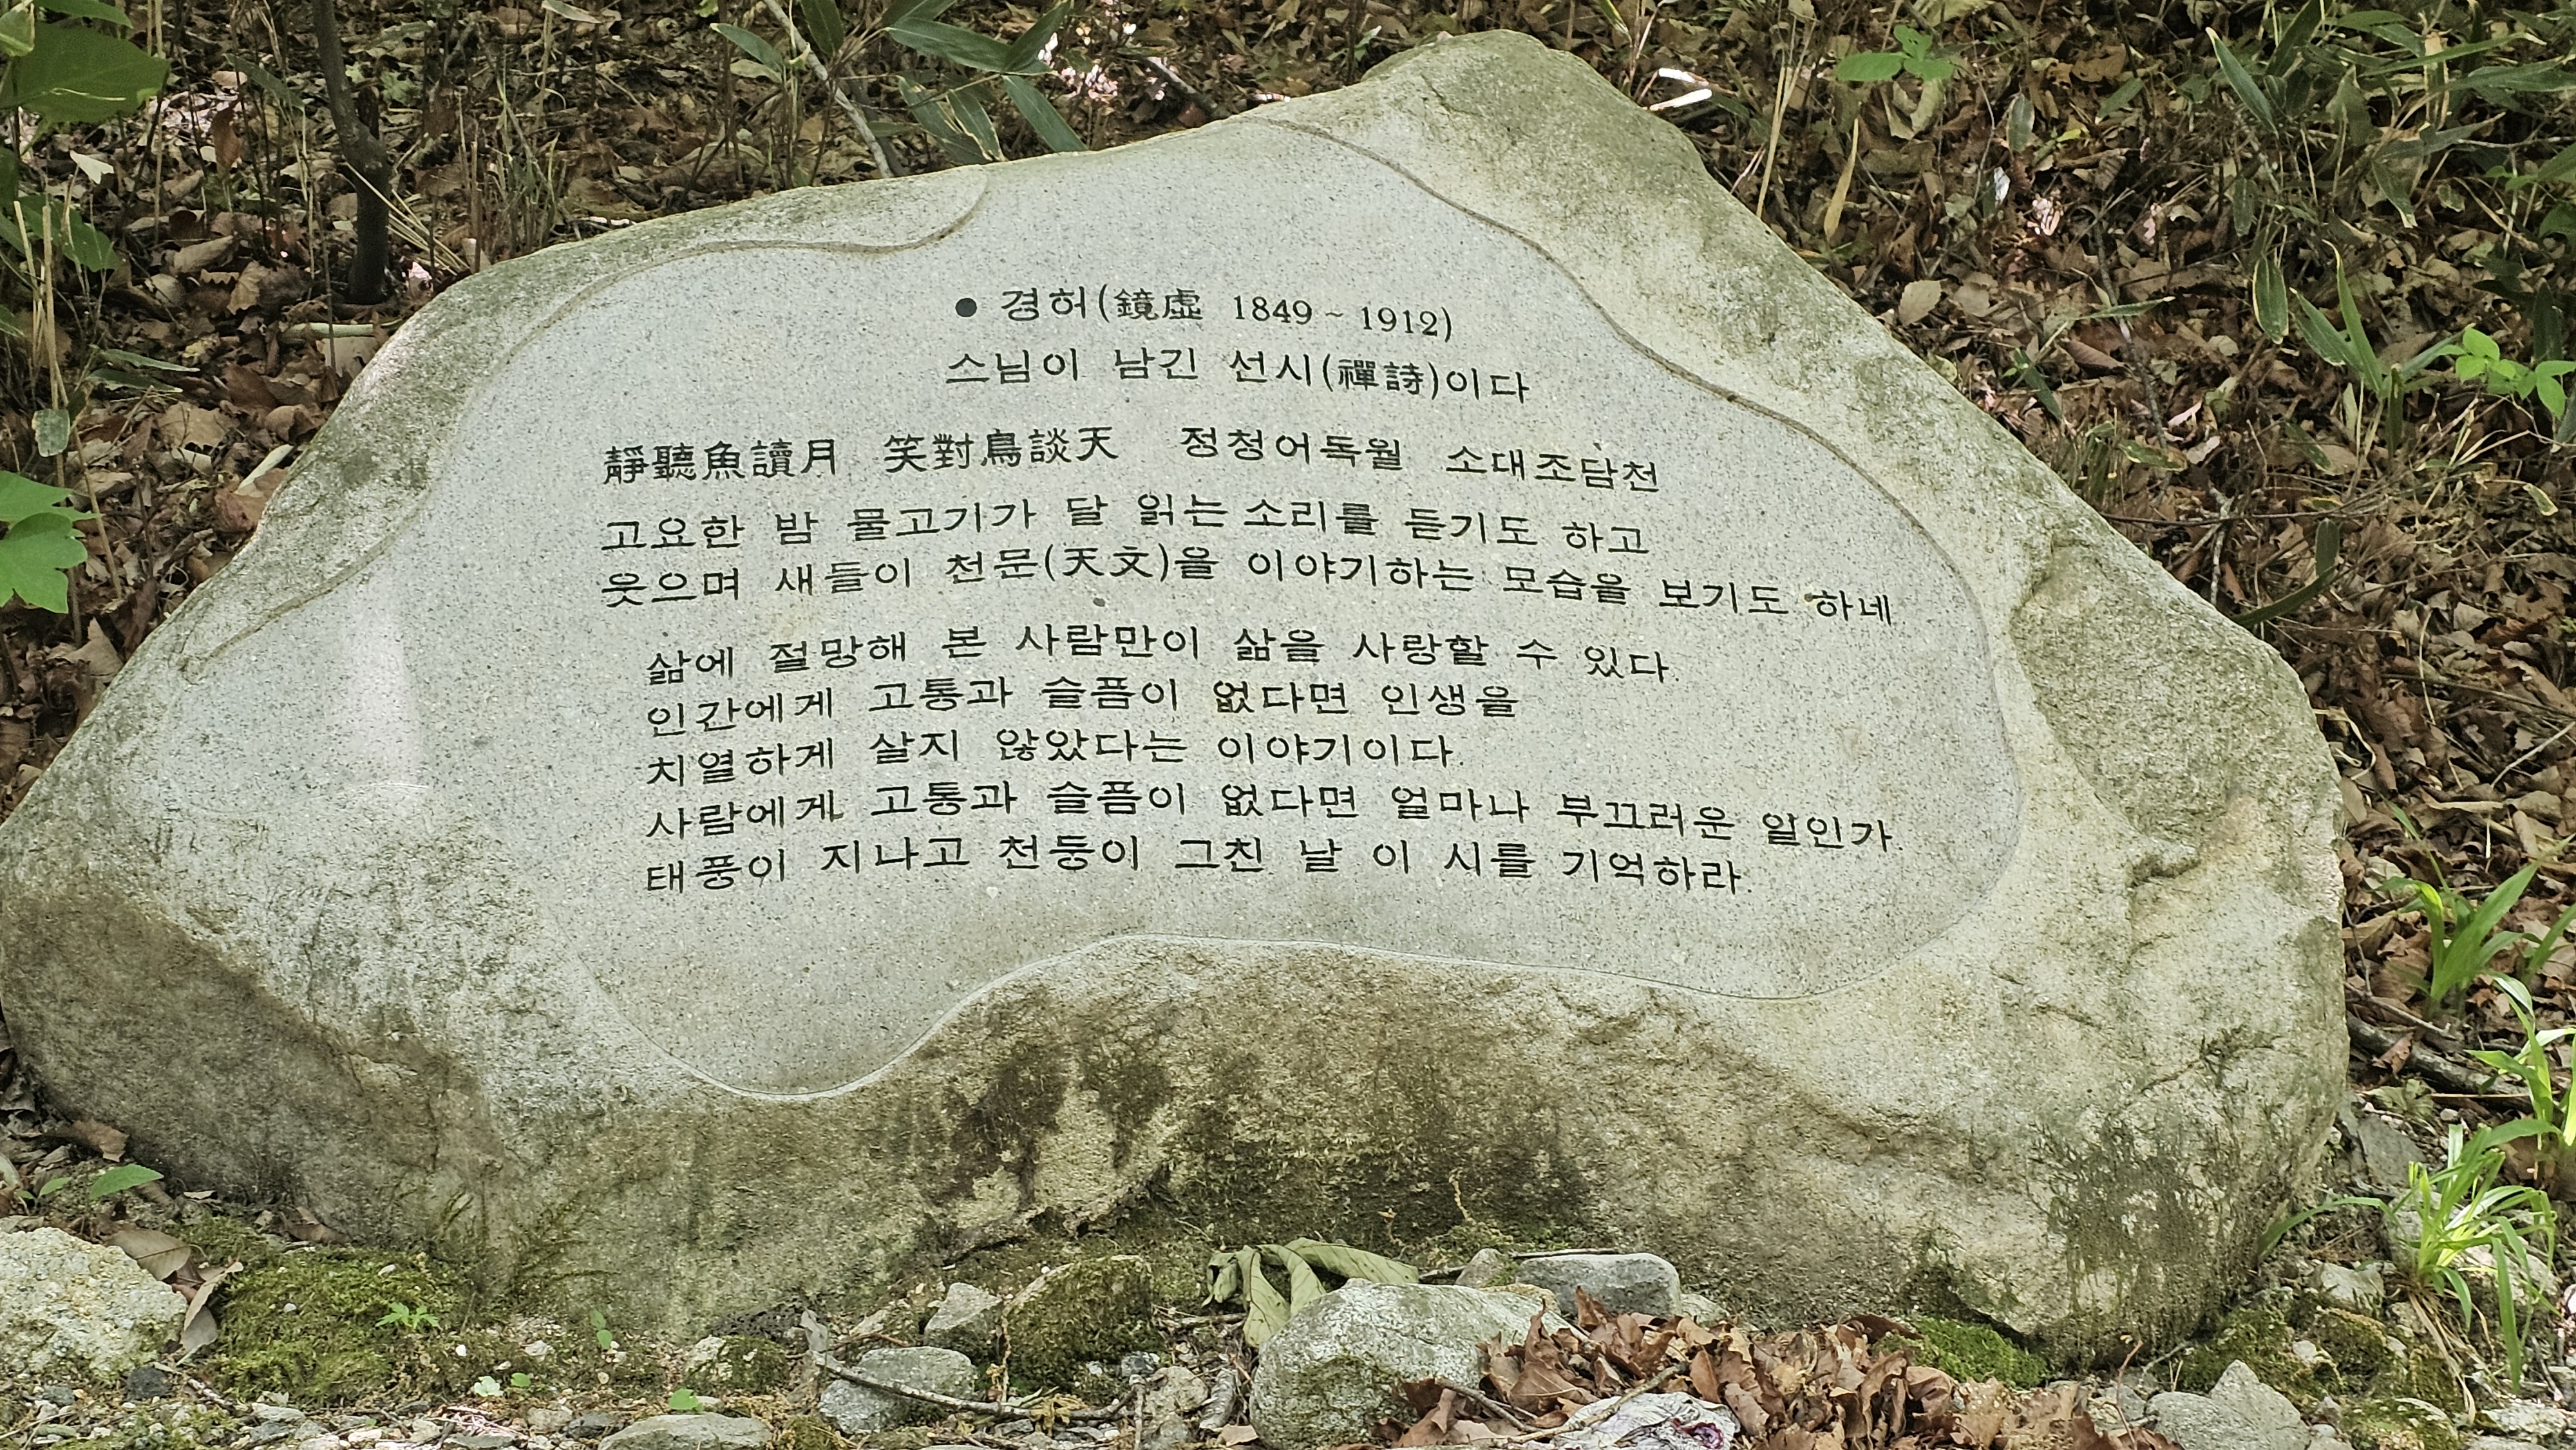 ● 경허(鏡虛 1849 ~ 1912)
스님이 남긴 선시(禪詩)이다
靜聽魚讀月 笑對鳥談天 정청어독월 소대조담천
고요한 밤 물고기가 달 읽는 소리를 듣기도 하고
웃으며 새들이 천문(天文)을 이야기하는 모습을 보기도 하네.
삶에 절망해 본 사람만이 삶을 사랑할 수 있다.
인간에게 고통과 슬픔이 없다면 인생을
치열하게 살지 않았다는 이야기이다.
사람에게 고통과 슬픔이 없다면 얼마나 부끄러운 일인가.
태풍이 지나고 천둥이 그친 날 이 시를 기억하라.